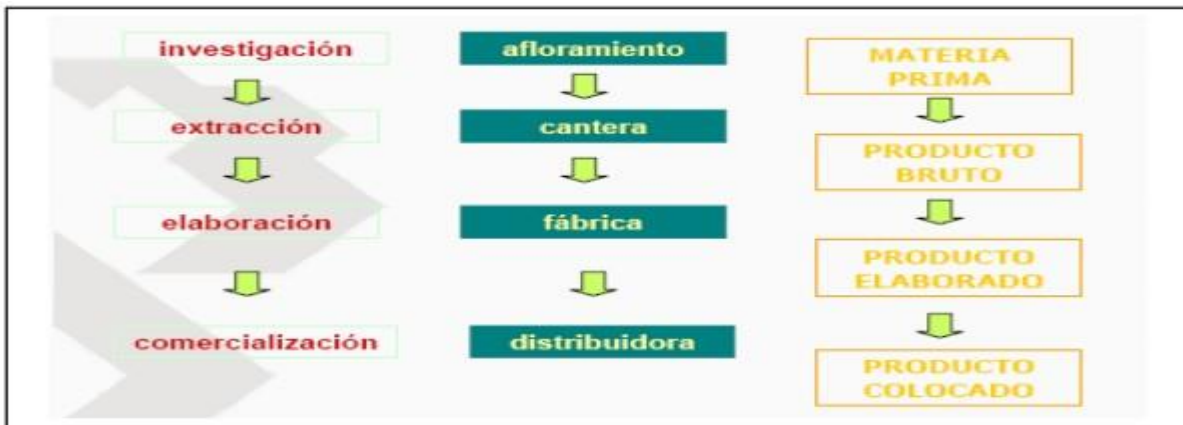 investigación
extracción
elaboración
comercialización
afloramiento
cantera
fábrica
distribuidora
MATERIA
PRIMA
PRODUCTO
BRUTO
PRODUCTO
ELABORADO
PRODUCTO
COLOCADO